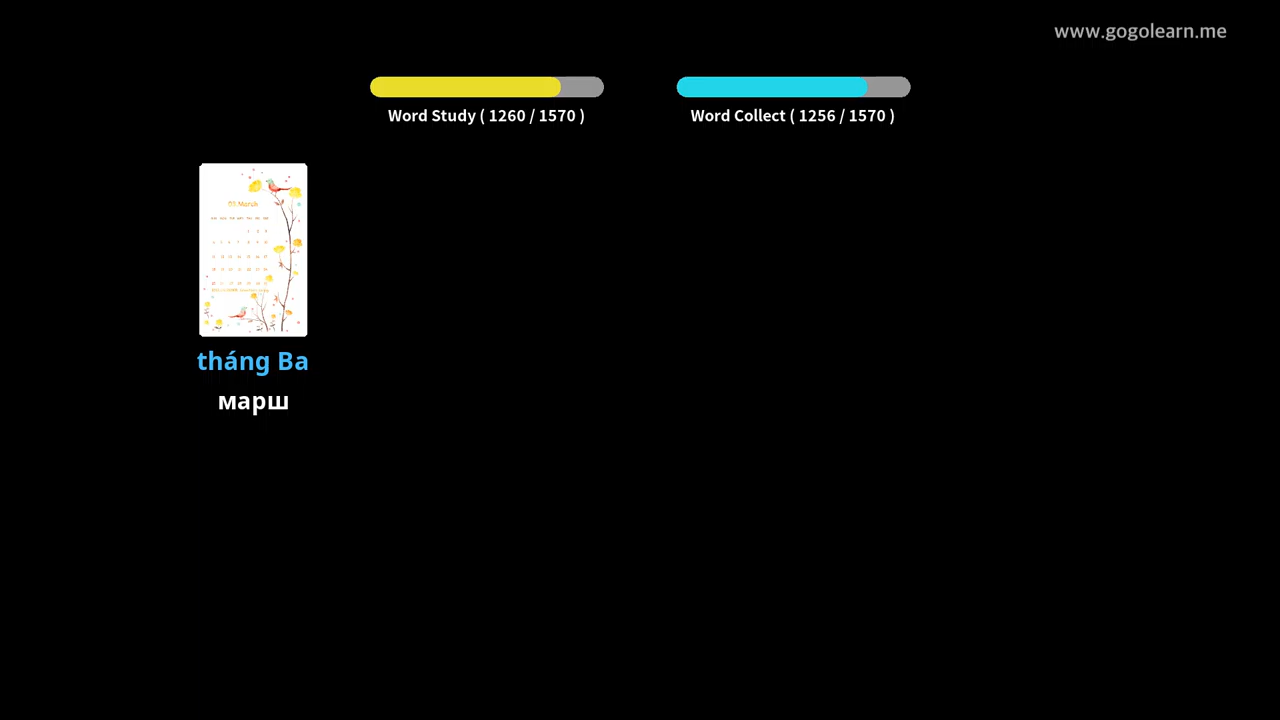 www.gogolearn.me
Word Study ( 1260 / 1570 )
Word Collect ( 1256 / 1570 )
03 March
tháng Ba
марш